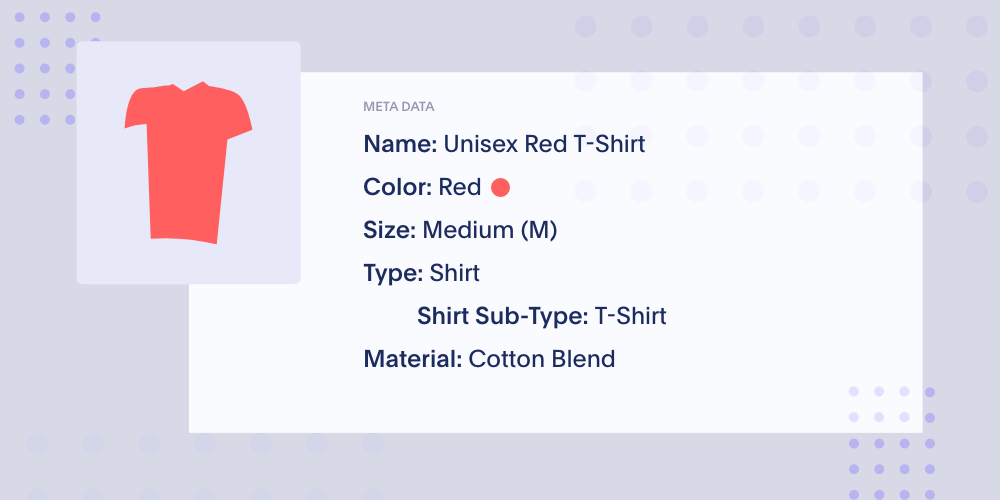 META DATA
Name: Unisex Red T-Shirt
Color: Red
Size: Medium (M)
Type: Shirt
Shirt Sub-Type: T-Shirt
Material: Cotton Blend